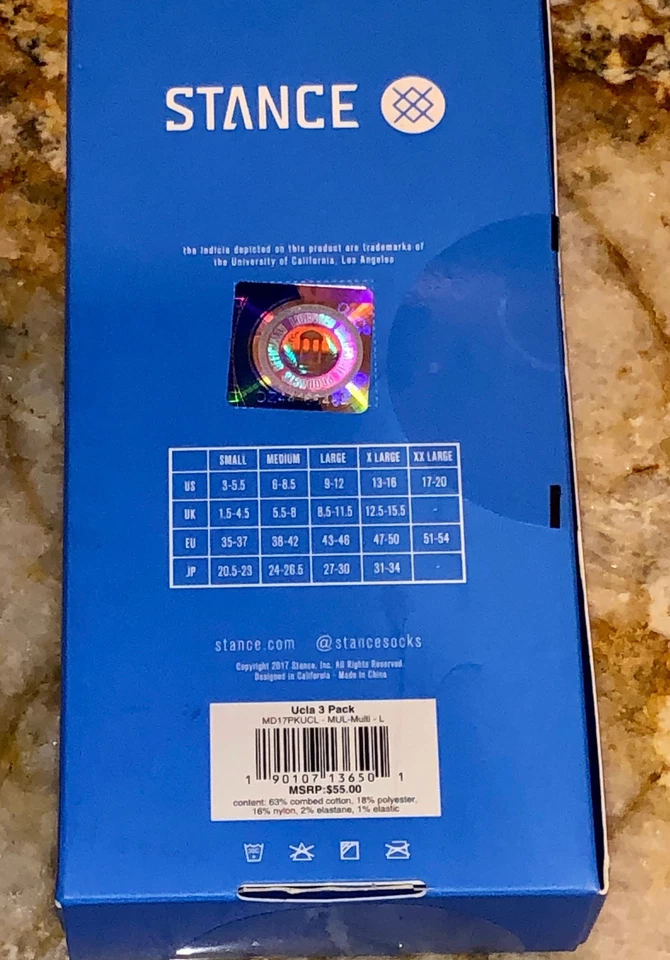 STANCE
the indicia depicted on this product are trademarks of
the University of California, Los Angeles
SMALL MEDIUM LARGE X LARGE XX LARGE
US 3-5.5 6-8.5 9-12 13-16 17-20
UK 1.5-4.5 5.5-8 8.5-11.5 12.5-15.5 -
EU 35-37 38-42 43-46 47-50 51-54
JP 20.5-23 24-26.5 27-30 31-34 -
stance.com @stancesocks
Copyright 2017 Stance, Inc. All Rights Reserved.
Designed in California · Made in China
Ucla 3 Pack
MD17PKUCL - MUL-Multi - L
1 90107 13650 1
MSRP:$55.00
content: 63% combed cotton, 18% polyester,
16% nylon, 2% elastane, 1% elastic